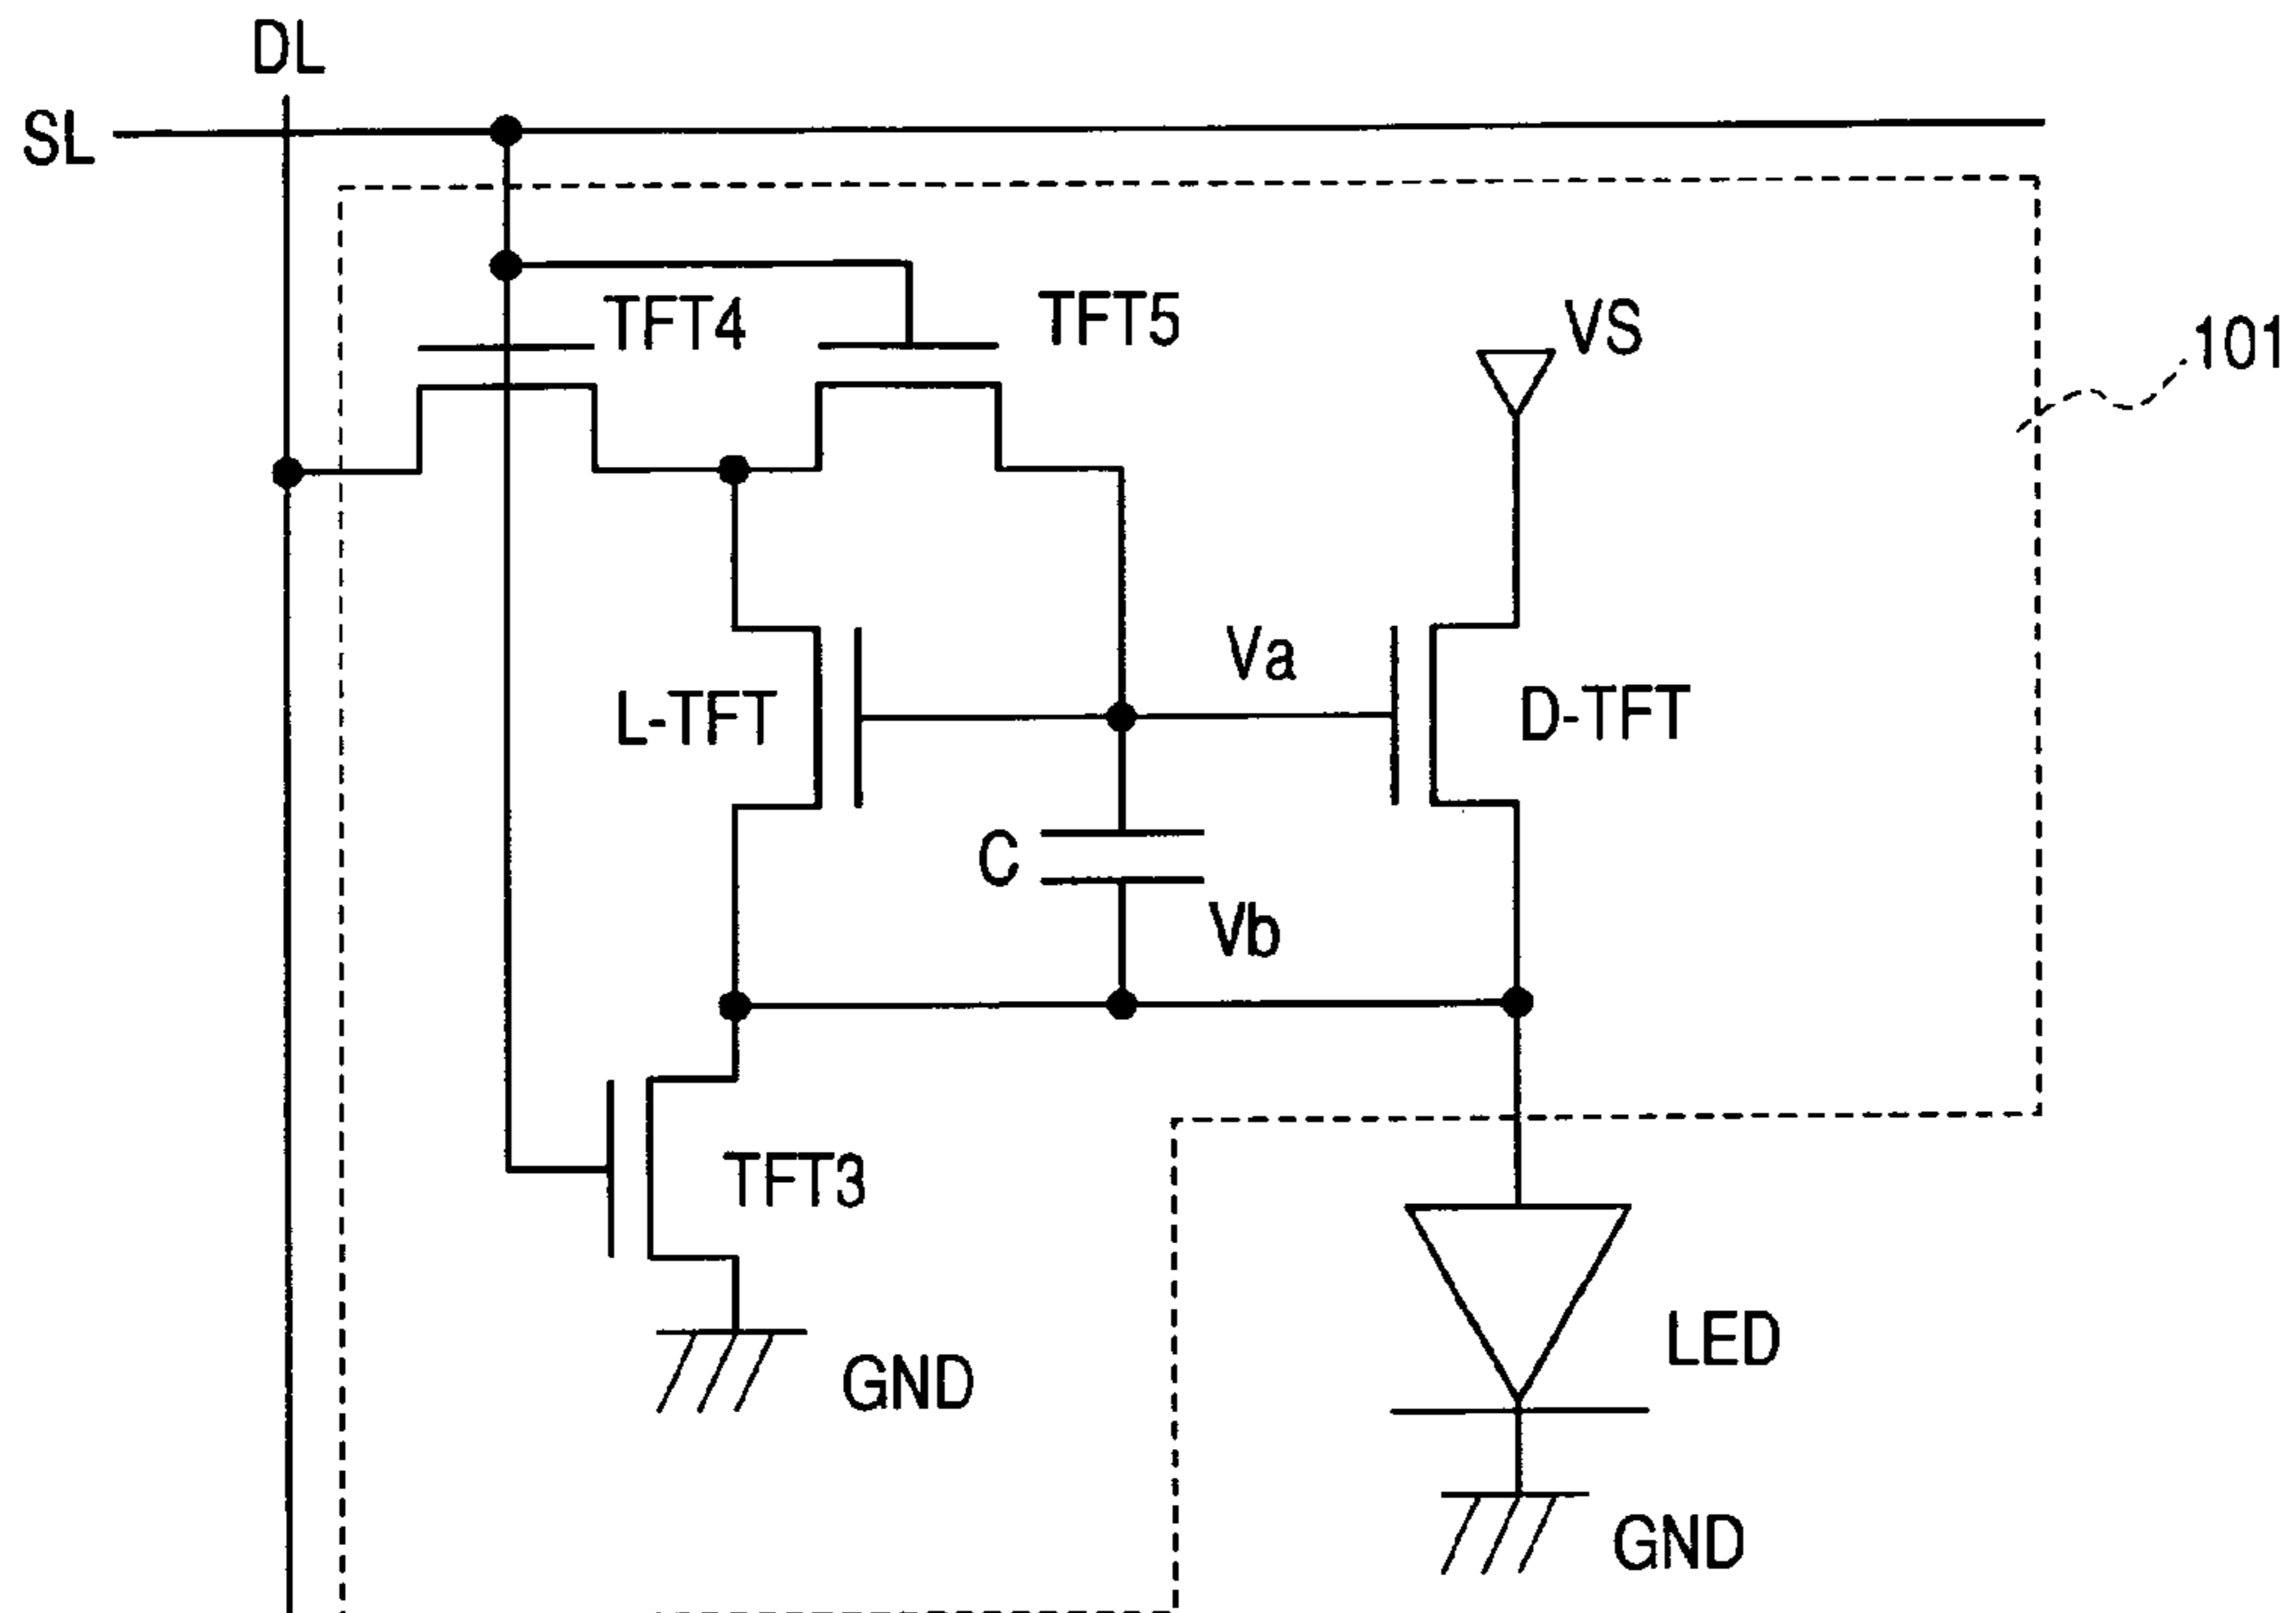 DL
SL
TFT4
TFT5
VS
101
Va
L-TFT
D-TFT
C
Vb
TFT3
LED
GND
GND